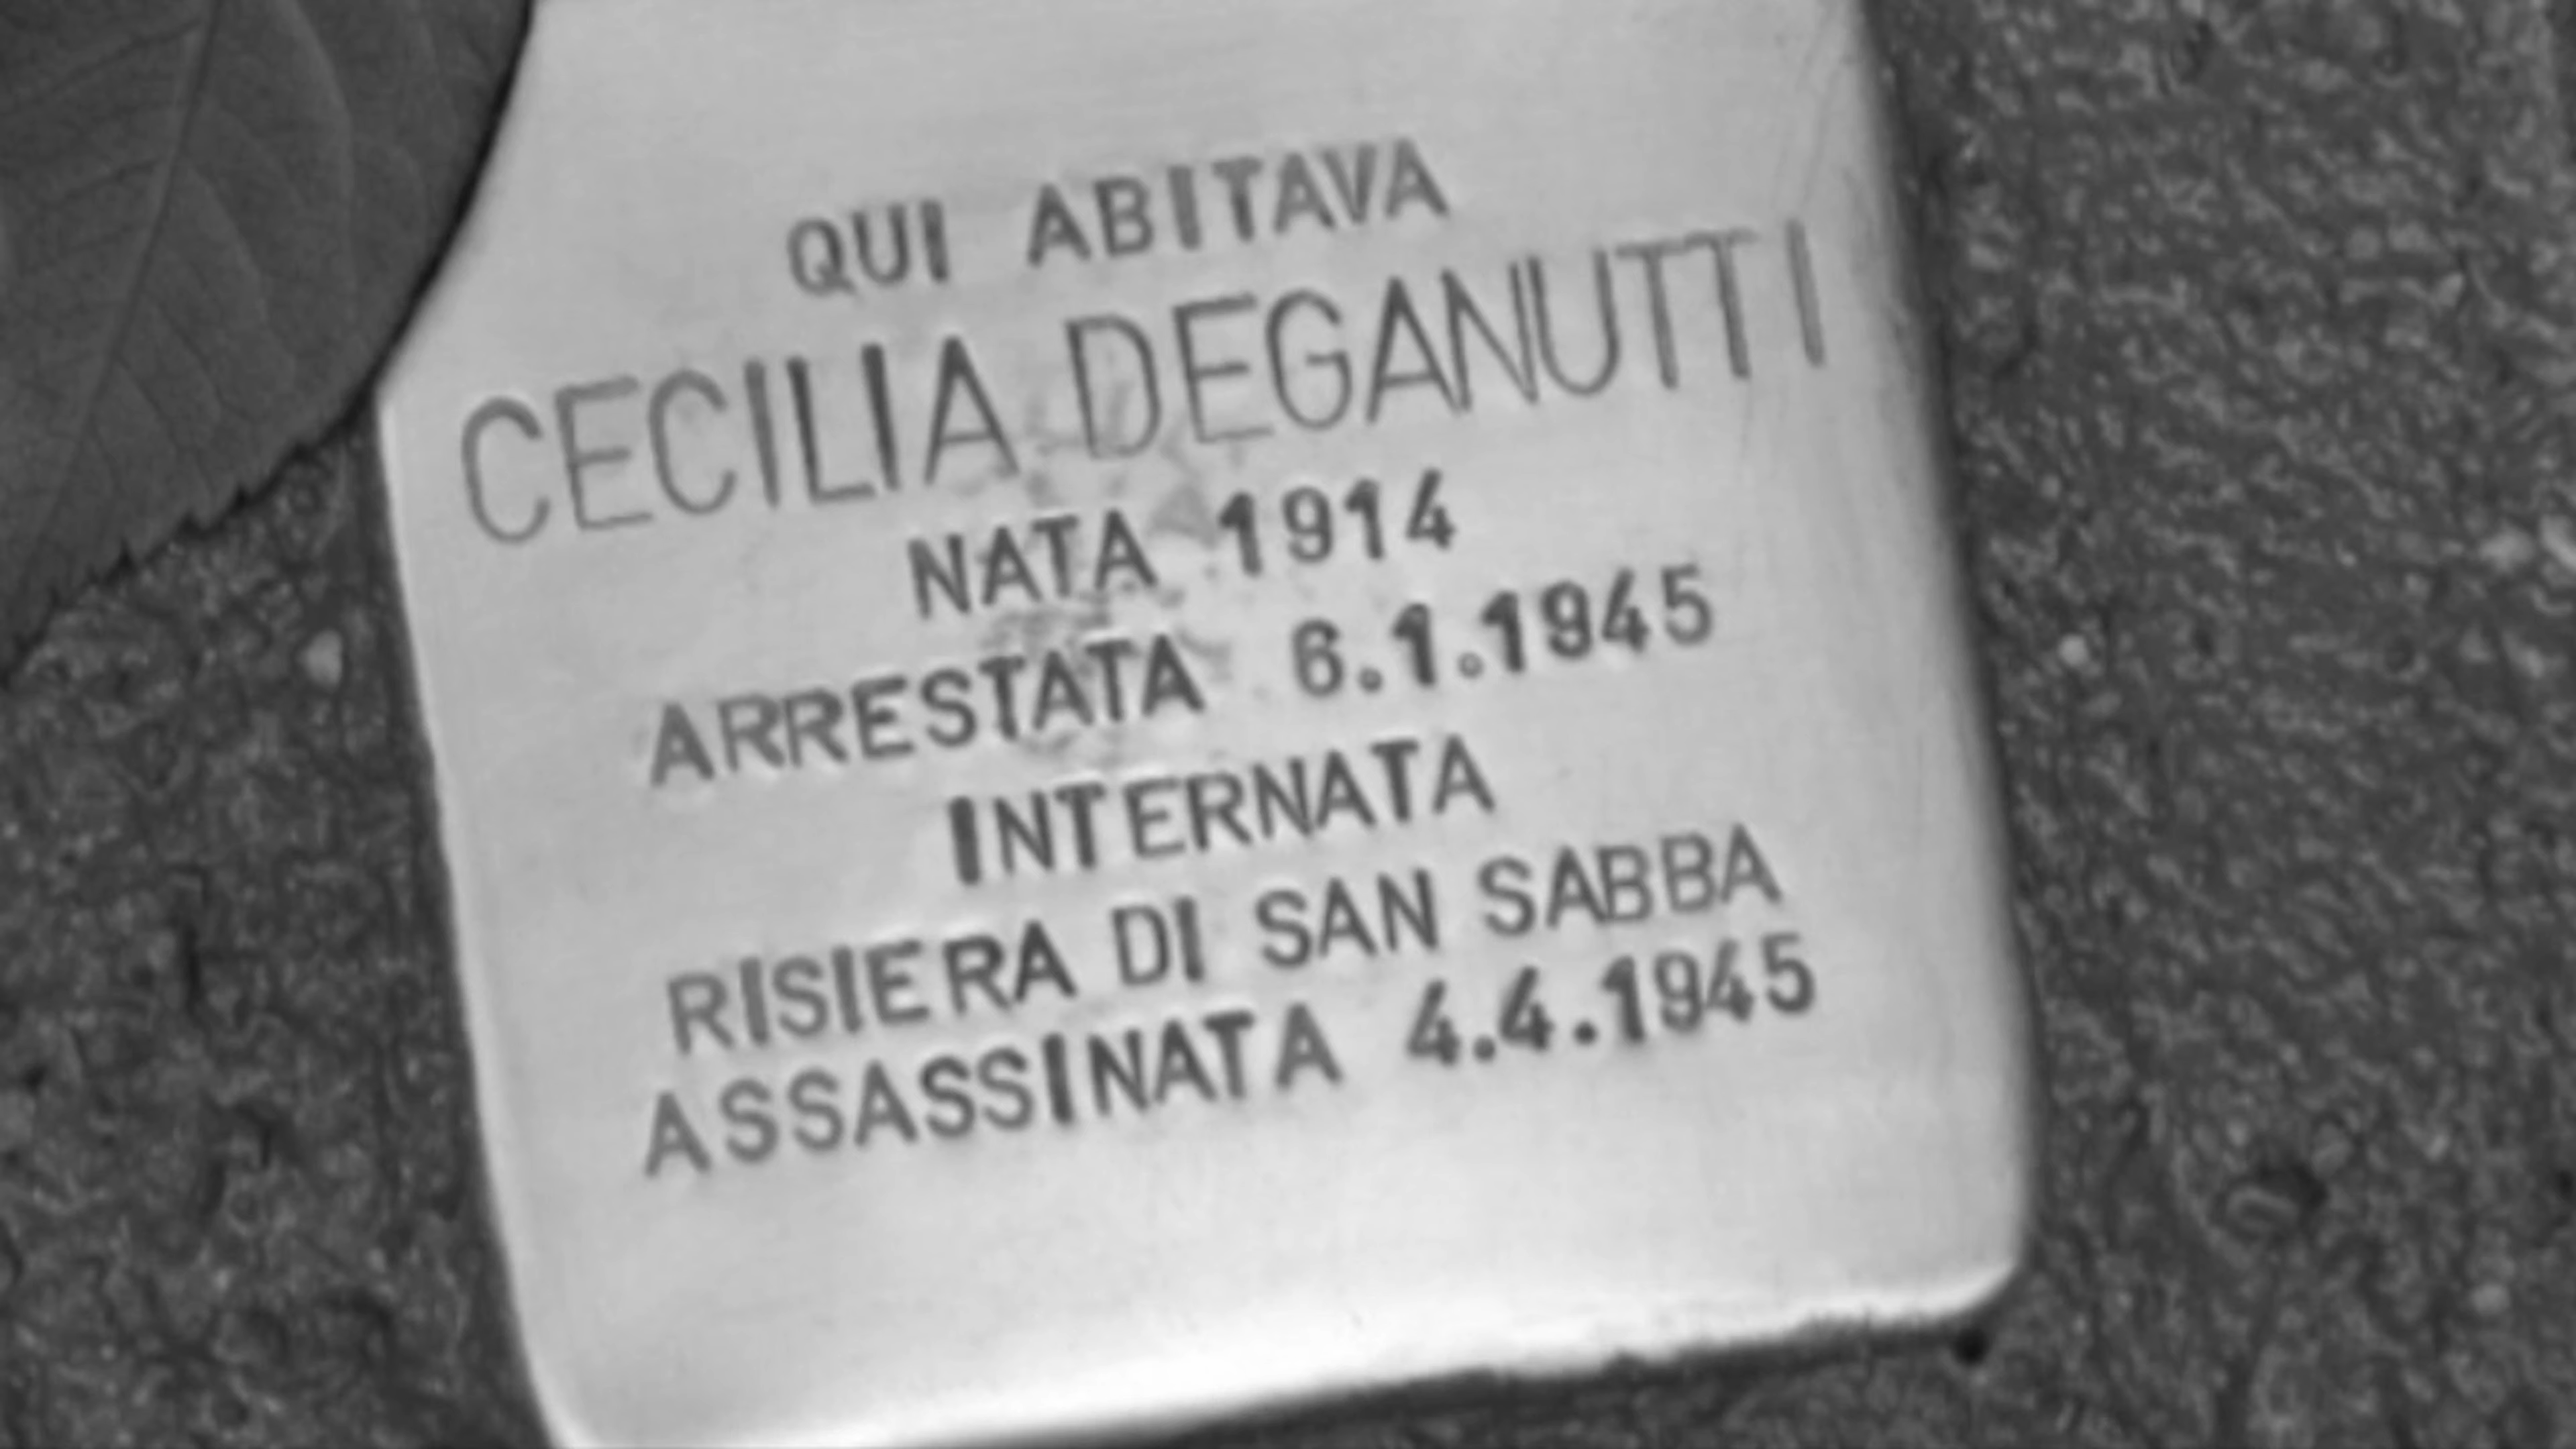 QUI ABITAVA
CECILIA DEGANUTTI
NATA 1914
ARRESTATA 6.1.1945
INTERNATA
RISIERA DI SAN SABBA
ASSASSINATA 4.4.1945